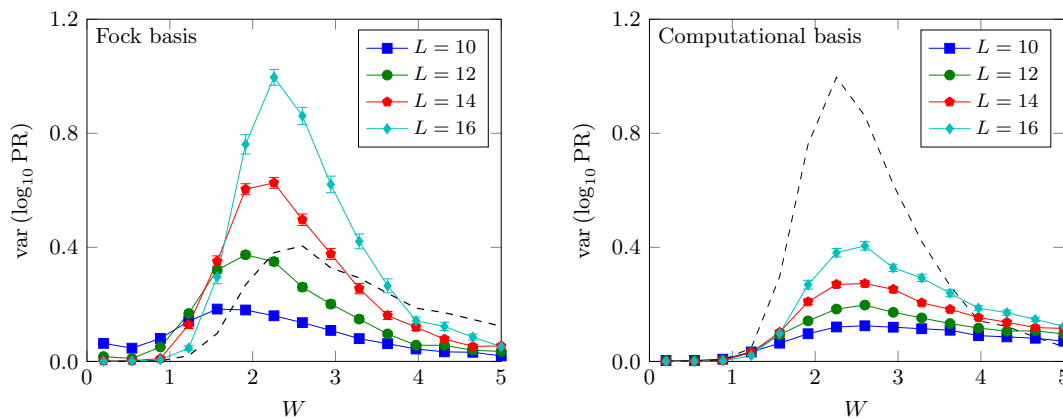 Fock basis
L = 10
L = 12
L = 14
L = 16
var (log₁₀ PR)
1.2
0.8
0.4
0.0
0 1 2 3 4 5
W
Computational basis
L = 10
L = 12
L = 14
L = 16
var (log₁₀ PR)
1.2
0.8
0.4
0.0
0 1 2 3 4 5
W